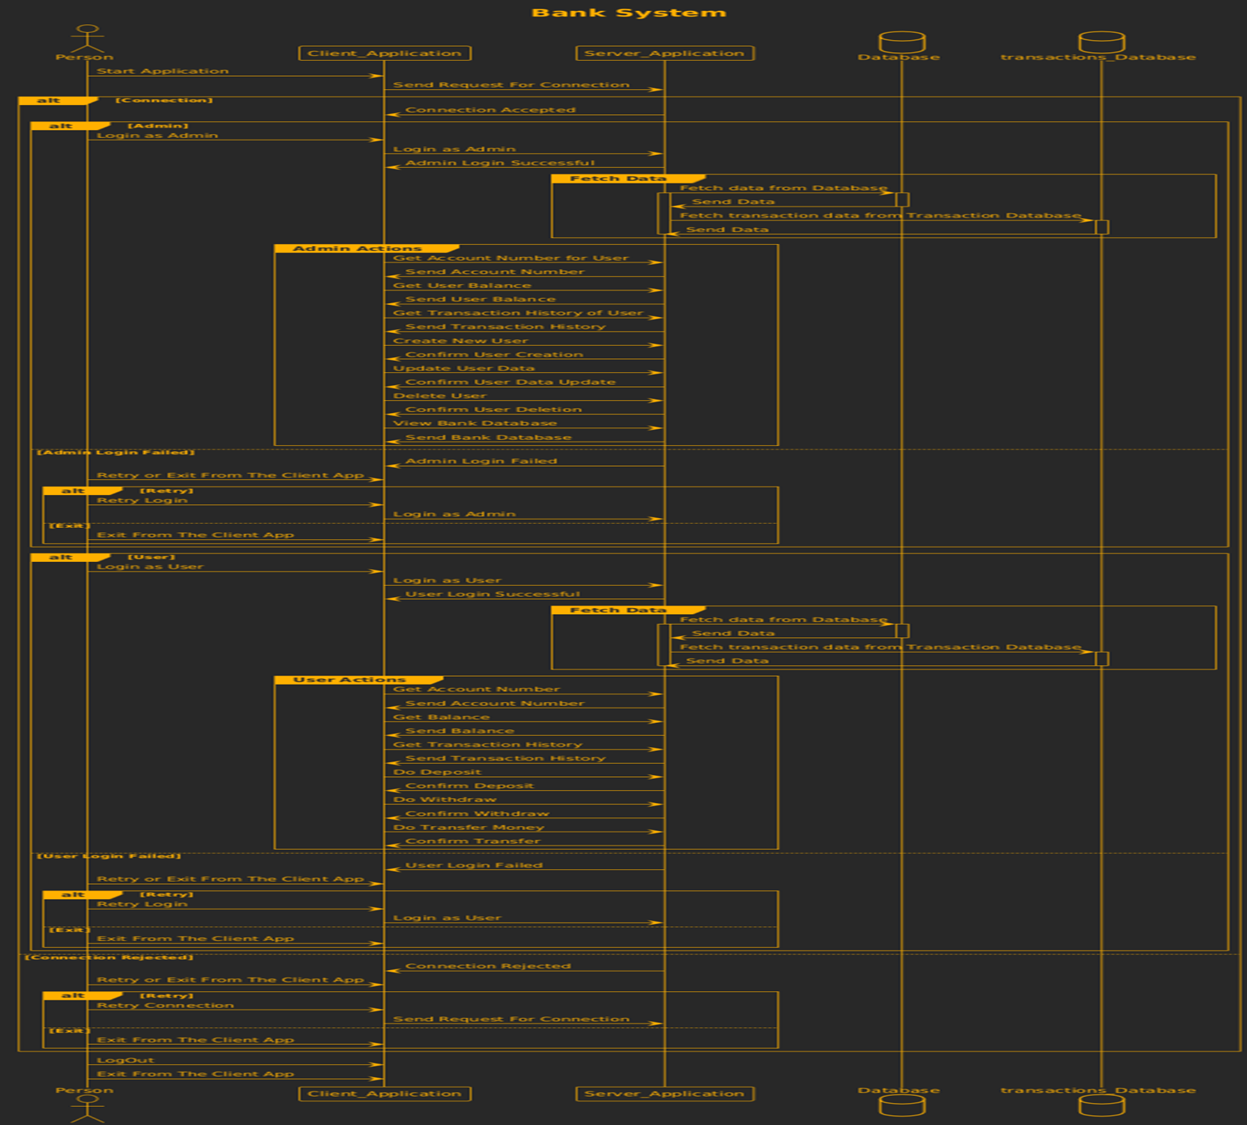 Bank System
Person
Client_Application
Server_Application
Database
transactions_Database
Start Application
Send Request For Connection
alt [Connection]
Connection Accepted
alt [Admin]
Login as Admin
Login as Admin
Admin Login Successful
Fetch Data
Fetch data from Database
Send Data
Fetch transaction data from Transaction Database
Send Data
Admin Actions
Get Account Number for User
Send Account Number
Get User Balance
Send User Balance
Get Transaction History of User
Send Transaction History
Create New User
Confirm User Creation
Update User Data
Confirm User Data Update
Delete User
Confirm User Deletion
View Bank Database
Send Bank Database
[Admin Login Failed]
Admin Login Failed
Retry or Exit From The Client App
alt [Retry]
Retry Login
Login as Admin
[Exit]
Exit From The Client App
alt [User]
Login as User
Login as User
User Login Successful
Fetch Data
Fetch data from Database
Send Data
Fetch transaction data from Transaction Database
Send Data
User Actions
Get Account Number
Send Account Number
Get Balance
Send Balance
Get Transaction History
Send Transaction History
Do Deposit
Confirm Deposit
Do Withdraw
Confirm Withdraw
Do Transfer Money
Confirm Transfer
[User Login Failed]
User Login Failed
Retry or Exit From The Client App
alt [Retry]
Retry Login
Login as User
[Exit]
Exit From The Client App
[Connection Rejected]
Connection Rejected
Retry or Exit From The Client App
alt [Retry]
Retry Connection
Send Request For Connection
[Exit]
Exit From The Client App
LogOut
Exit From The Client App
Person
Client_Application
Server_Application
Database
transactions_Database